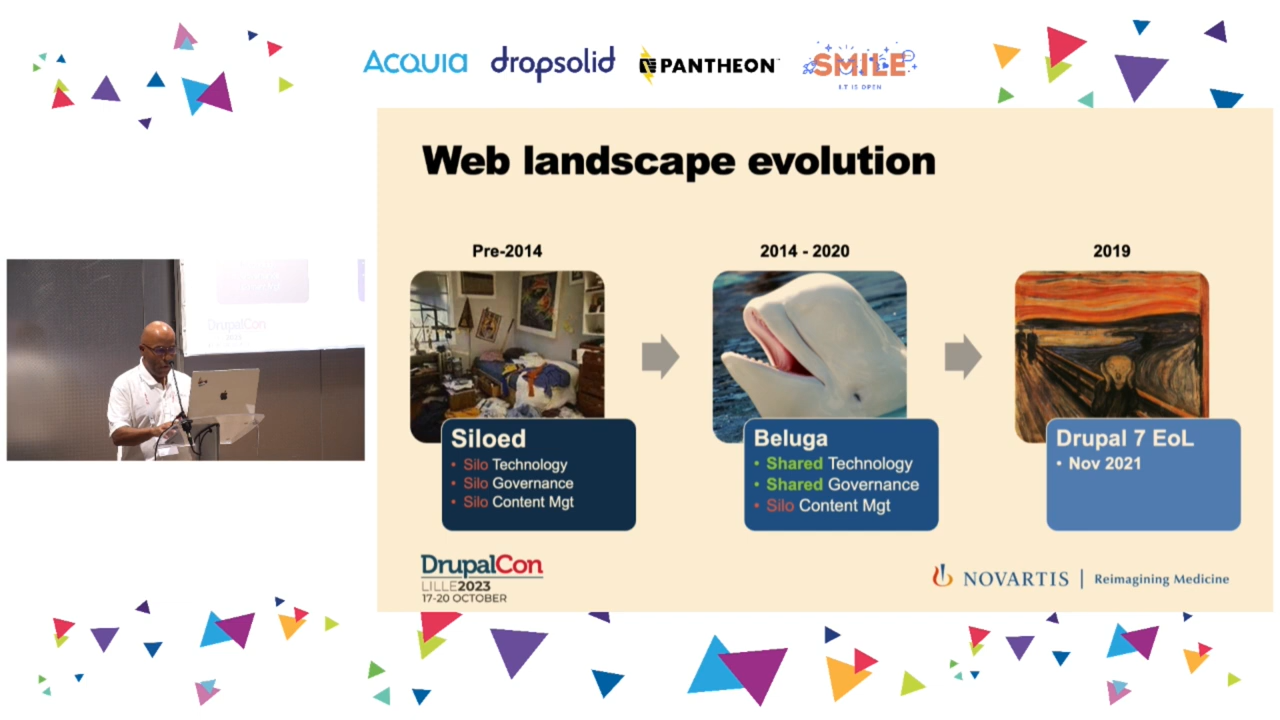 ACQUIA dropsolid PANTHEON SMILE
I.T IS OPEN
Web landscape evolution
Pre-2014
Siloed
• Silo Technology
• Silo Governance
• Silo Content Mgt
2014 - 2020
Beluga
• Shared Technology
• Shared Governance
• Silo Content Mgt
2019
Drupal 7 EoL
• Nov 2021
DrupalCon
LILLE2023
17-20 OCTOBER
NOVARTIS | Reimagining Medicine
DrupalCon